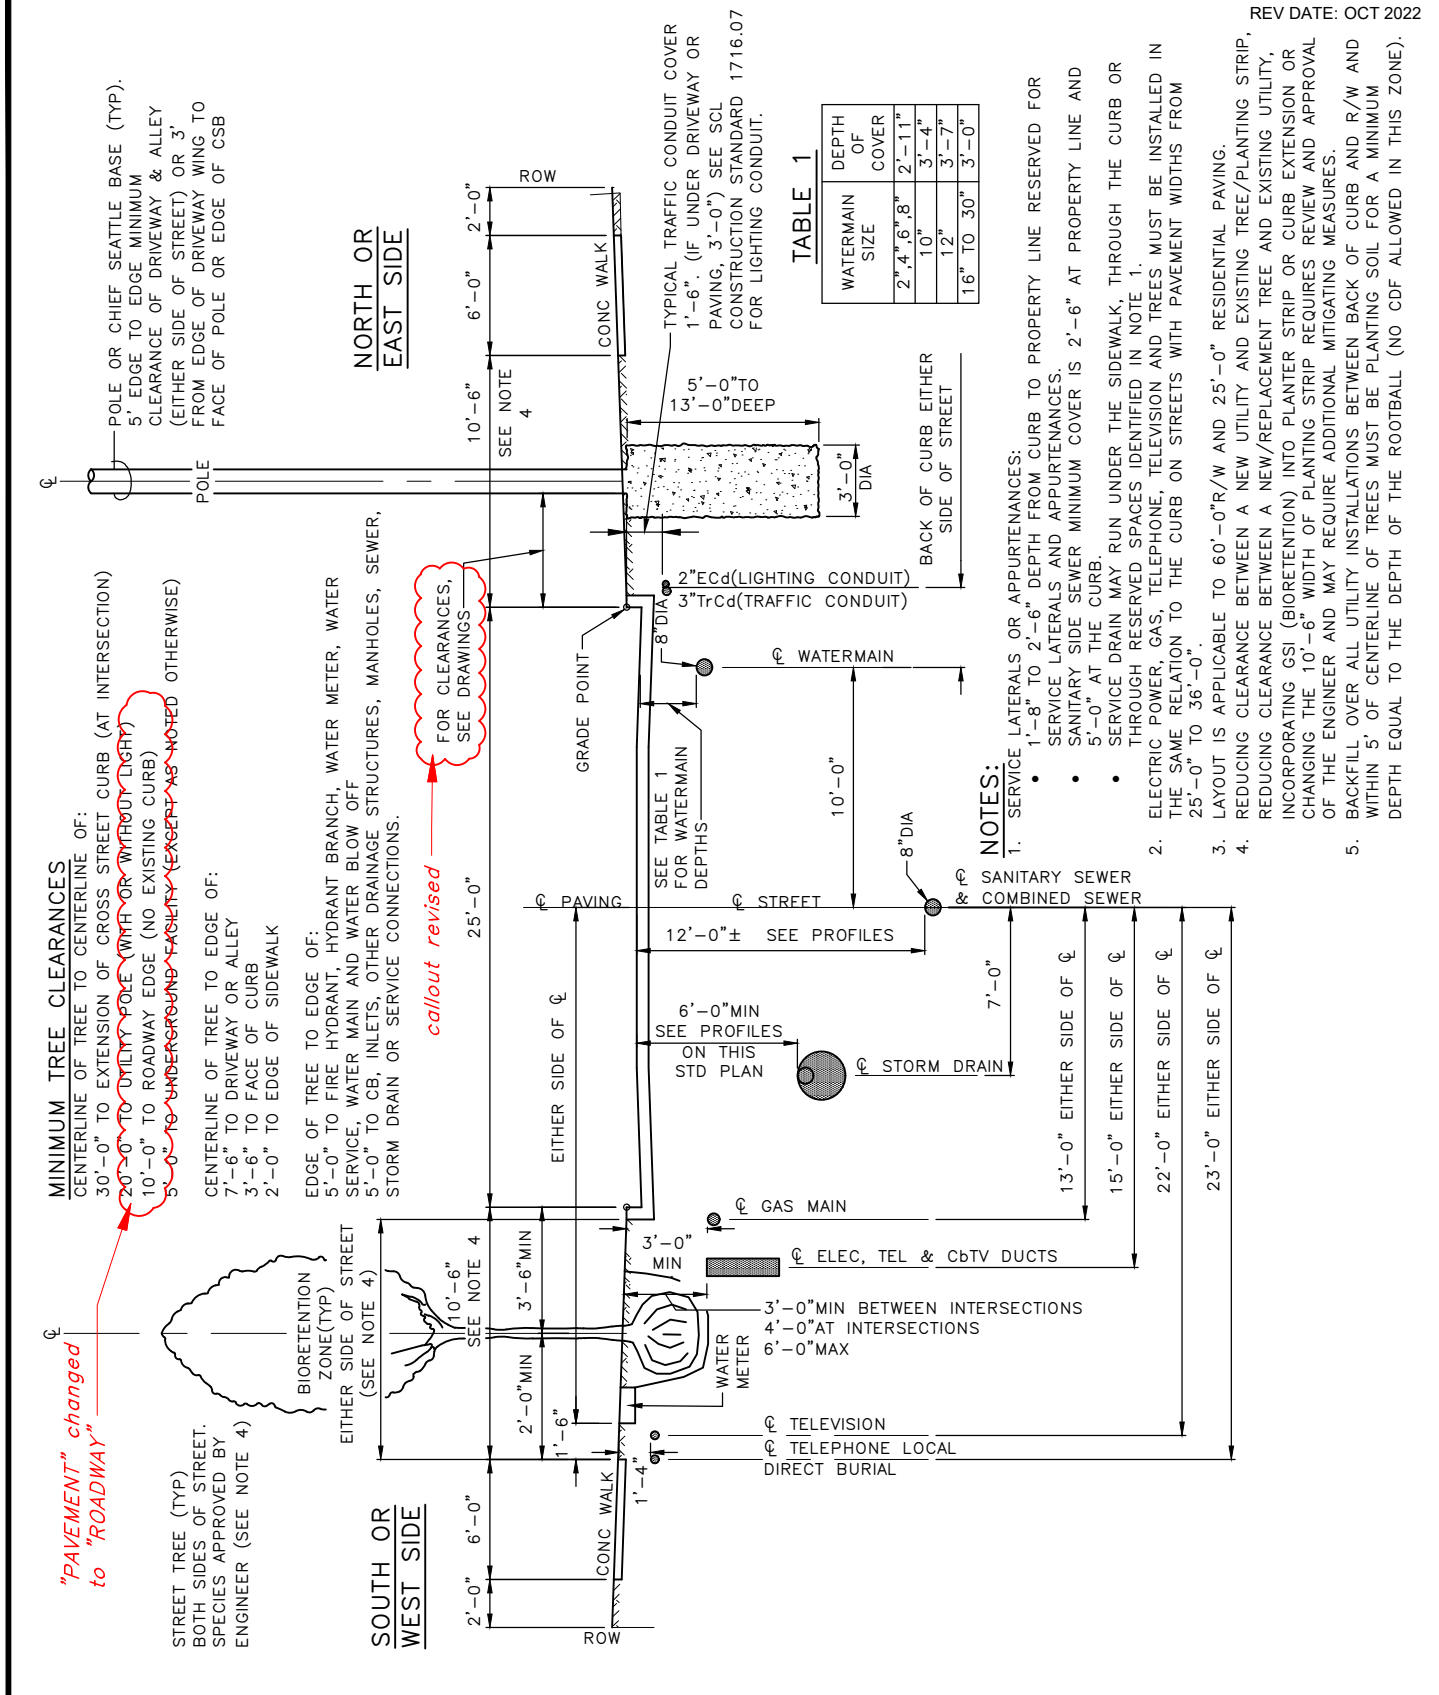 REV DATE: OCT 2022
MINIMUM TREE CLEARANCES
CENTERLINE OF TREE TO CENTERLINE OF:
30'-0" TO EXTENSION OF CROSS STREET CURB (AT INTERSECTION)
20'-0" TO UTILITY POLE (WITH OR WITHOUT LIGHT)
10'-0" TO ROADWAY EDGE (NO EXISTING CURB)
5'-0" TO UNDERGROUND FACILITY (EXCEPT AS NOTED OTHERWISE)
CENTERLINE OF TREE TO EDGE OF:
7'-6" TO DRIVEWAY OR ALLEY
3'-6" TO FACE OF CURB
2'-0" TO EDGE OF SIDEWALK
EDGE OF TREE TO EDGE OF:
5'-0" TO FIRE HYDRANT, HYDRANT BRANCH, WATER METER, WATER
SERVICE, WATER MAIN AND WATER BLOW OFF
5'-0" TO CB, INLETS, OTHER DRAINAGE STRUCTURES, MANHOLES, SEWER,
STORM DRAIN OR SERVICE CONNECTIONS.
"PAVEMENT" changed
to "ROADWAY"
callout revised
FOR CLEARANCES,
SEE DRAWINGS
POLE OR CHIEF SEATTLE BASE (TYP).
5' EDGE TO EDGE MINIMUM
CLEARANCE OF DRIVEWAY & ALLEY
(EITHER SIDE OF STREET) OR 3'
FROM EDGE OF DRIVEWAY WING TO
FACE OF POLE OR EDGE OF CSB
℄
POLE
℄
STREET TREE (TYP)
BOTH SIDES OF STREET.
SPECIES APPROVED BY
ENGINEER (SEE NOTE 4)
BIORETENTION
ZONE(TYP)
EITHER SIDE OF STREET
(SEE NOTE 4)
SOUTH OR
WEST SIDE
NORTH OR
EAST SIDE
2'-0"
6'-0"
10'-6"
SEE NOTE 4
25'-0"
10'-6"
SEE NOTE
4
6'-0"
2'-0"
ROW
ROW
CONC WALK
CONC WALK
2'-0"MIN
3'-6"MIN
1'-6"
1'-4"
EITHER SIDE OF ℄
℄ PAVING
℄ STREET
GRADE POINT
8"DIA
SEE TABLE 1
FOR WATERMAIN
DEPTHS
℄ WATERMAIN
10'-0"
2"ECd(LIGHTING CONDUIT)
3"TrCd(TRAFFIC CONDUIT)
5'-0"TO
13'-0"DEEP
3'-0"
DIA
BACK OF CURB EITHER
SIDE OF STREET
TYPICAL TRAFFIC CONDUIT COVER
1'-6". (IF UNDER DRIVEWAY OR
PAVING, 3'-0") SEE SCL
CONSTRUCTION STANDARD 1716.07
FOR LIGHTING CONDUIT.
12'-0"± SEE PROFILES
8"DIA
℄ SANITARY SEWER
& COMBINED SEWER
6'-0"MIN
SEE PROFILES
ON THIS
STD PLAN
℄ STORM DRAIN
7'-0"
3'-0"
MIN
℄ GAS MAIN
℄ ELEC, TEL & CbTV DUCTS
3'-0"MIN BETWEEN INTERSECTIONS
4'-0"AT INTERSECTIONS
6'-0"MAX
WATER
METER
℄ TELEVISION
℄ TELEPHONE LOCAL
DIRECT BURIAL
13'-0" EITHER SIDE OF ℄
15'-0" EITHER SIDE OF ℄
22'-0" EITHER SIDE OF ℄
23'-0" EITHER SIDE OF ℄
TABLE 1
WATERMAIN
SIZE
DEPTH
OF
COVER
2",4",6",8" 2'-11"
10" 3'-4"
12" 3'-7"
16" TO 30" 3'-0"
NOTES:
1. SERVICE LATERALS OR APPURTENANCES:
• 1'-8" TO 2'-6" DEPTH FROM CURB TO PROPERTY LINE RESERVED FOR
SERVICE LATERALS AND APPURTENANCES.
• SANITARY SIDE SEWER MINIMUM COVER IS 2'-6" AT PROPERTY LINE AND
5'-0" AT THE CURB.
• SERVICE DRAIN MAY RUN UNDER THE SIDEWALK, THROUGH THE CURB OR
THROUGH RESERVED SPACES IDENTIFIED IN NOTE 1.
2. ELECTRIC POWER, GAS, TELEPHONE, TELEVISION AND TREES MUST BE INSTALLED IN
THE SAME RELATION TO THE CURB ON STREETS WITH PAVEMENT WIDTHS FROM
25'-0" TO 36'-0".
3. LAYOUT IS APPLICABLE TO 60'-0"R/W AND 25'-0" RESIDENTIAL PAVING.
4. REDUCING CLEARANCE BETWEEN A NEW UTILITY AND EXISTING TREE/PLANTING STRIP,
REDUCING CLEARANCE BETWEEN A NEW/REPLACEMENT TREE AND EXISTING UTILITY,
INCORPORATING GSI (BIORETENTION) INTO PLANTER STRIP OR CURB EXTENSION OR
CHANGING THE 10'-6" WIDTH OF PLANTING STRIP REQUIRES REVIEW AND APPROVAL
OF THE ENGINEER AND MAY REQUIRE ADDITIONAL MITIGATING MEASURES.
5. BACKFILL OVER ALL UTILITY INSTALLATIONS BETWEEN BACK OF CURB AND R/W AND
WITHIN 5' OF CENTERLINE OF TREES MUST BE PLANTING SOIL FOR A MINIMUM
DEPTH EQUAL TO THE DEPTH OF THE ROOTBALL (NO CDF ALLOWED IN THIS ZONE).